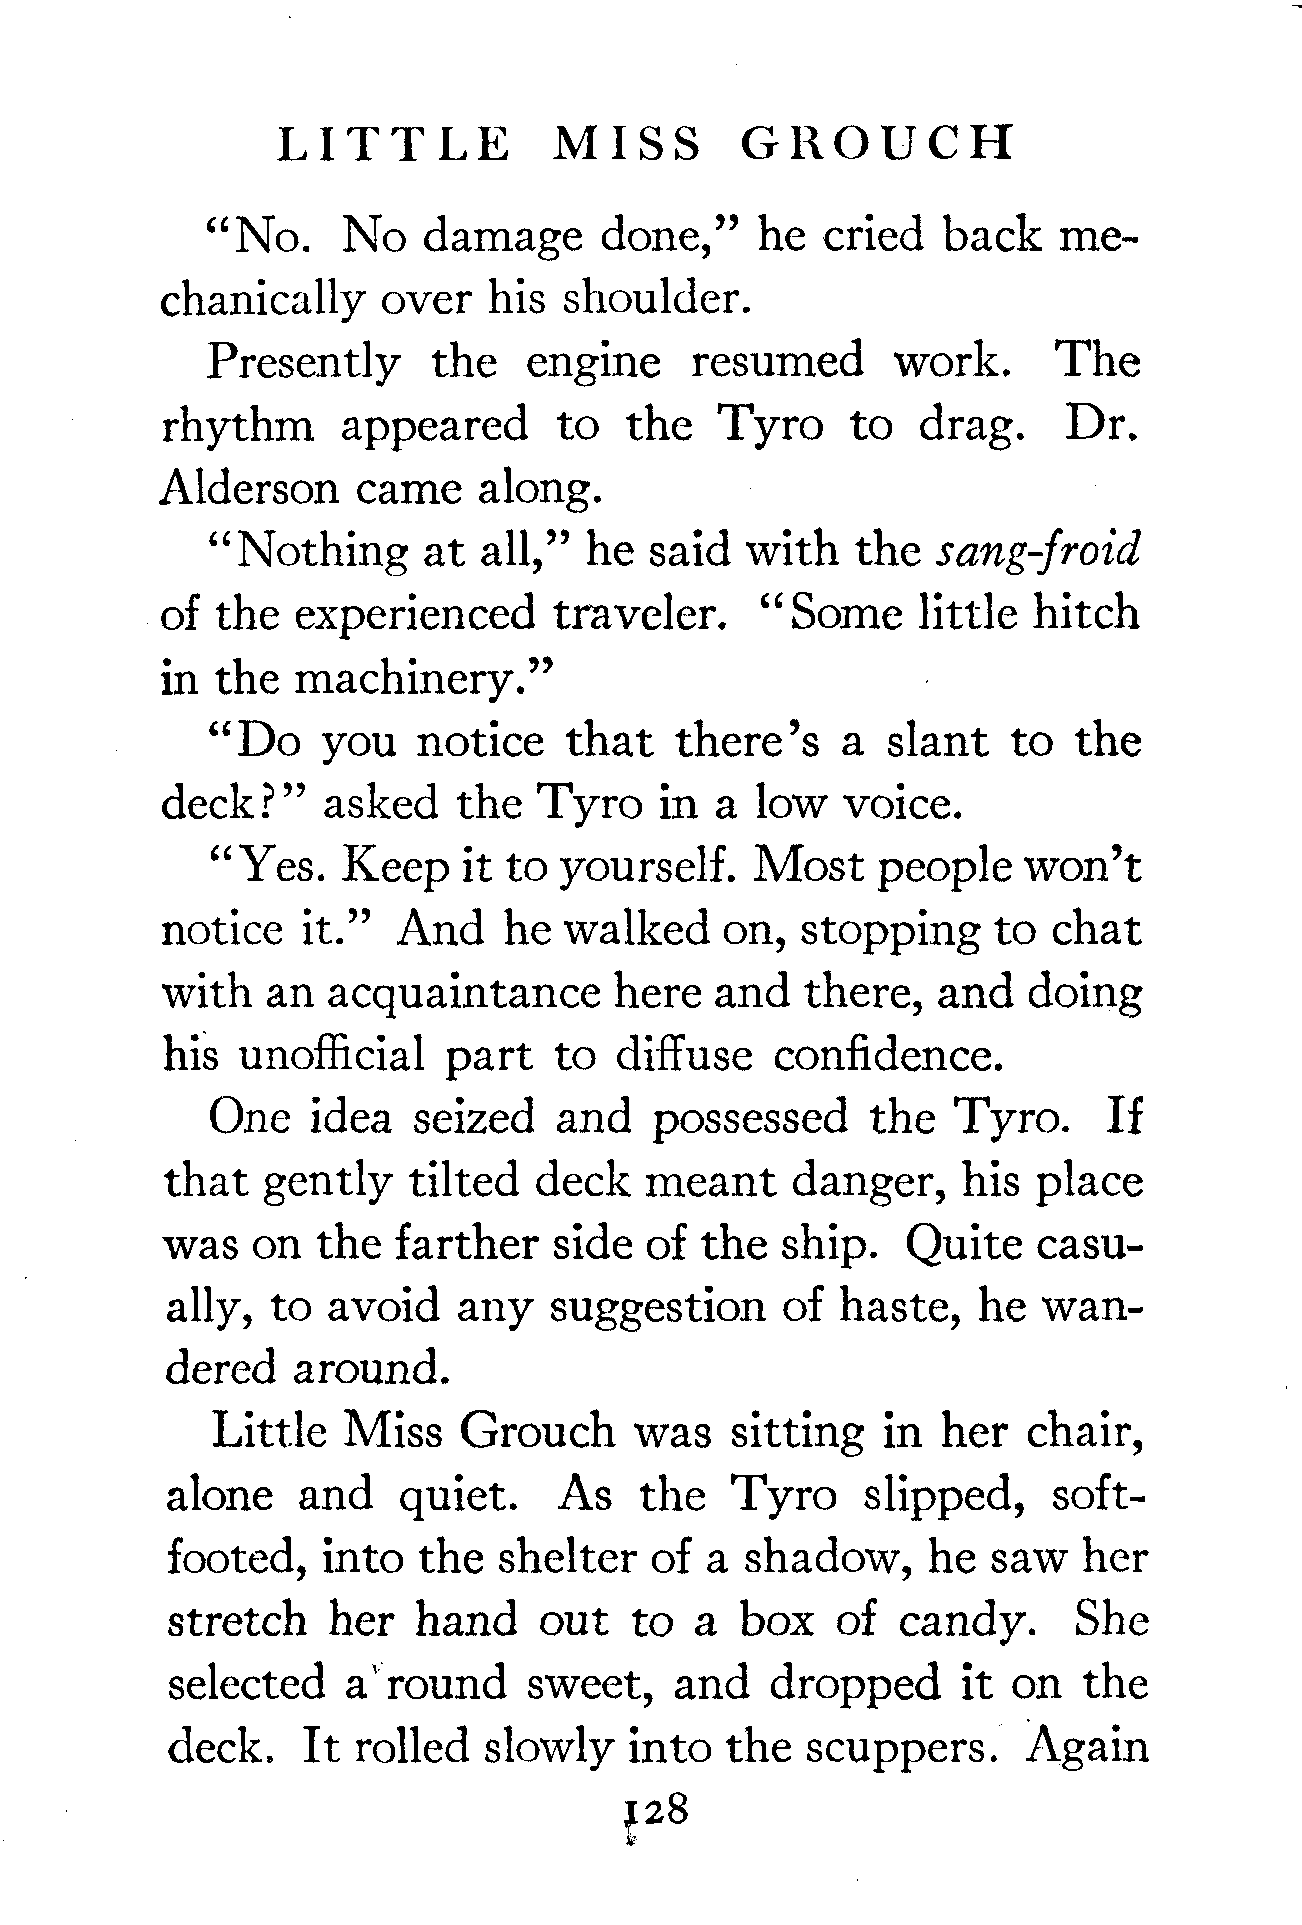 LITTLE MISS GROUCH
“No. No damage done,” he cried back me-
chanically over his shoulder.
Presently the engine resumed work. The
rhythm appeared to the Tyro to drag. Dr.
Alderson came along.
“Nothing at all,” he said with the sang-froid
of the experienced traveler. “Some little hitch
in the machinery.”
“Do you notice that there’s a slant to the
deck?” asked the Tyro in a low voice.
“Yes. Keep it to yourself. Most people won’t
notice it.” And he walked on, stopping to chat
with an acquaintance here and there, and doing
his unofficial part to diffuse confidence.
One idea seized and possessed the Tyro. If
that gently tilted deck meant danger, his place
was on the farther side of the ship. Quite casu-
ally, to avoid any suggestion of haste, he wan-
dered around.
Little Miss Grouch was sitting in her chair,
alone and quiet. As the Tyro slipped, soft-
footed, into the shelter of a shadow, he saw her
stretch her hand out to a box of candy. She
selected a round sweet, and dropped it on the
deck. It rolled slowly into the scuppers. Again
128